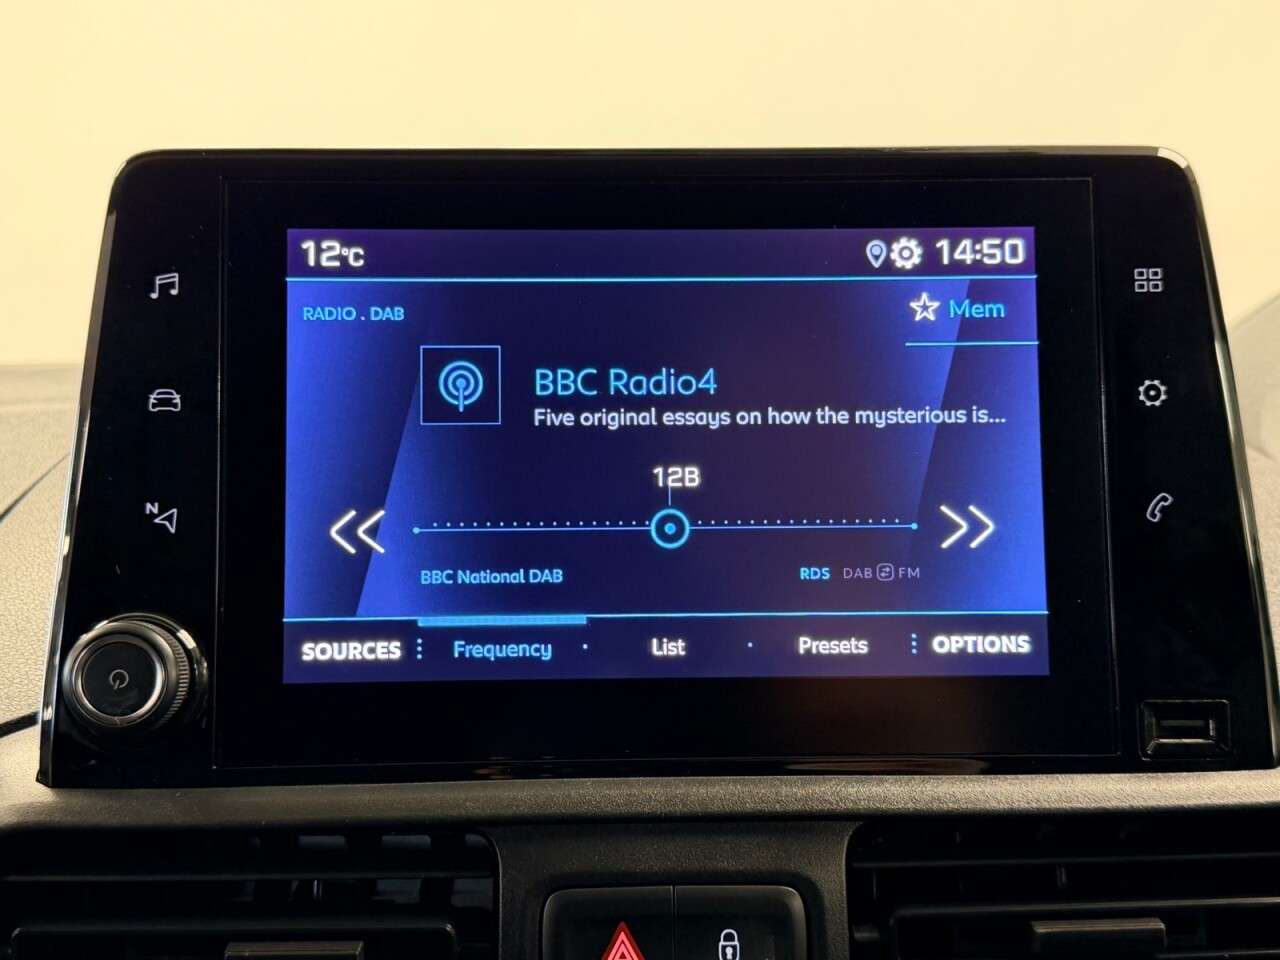 12°C 14:50
RADIO . DAB
Mem
BBC Radio4
Five original essays on how the mysterious is...
12B
BBC National DAB
RDS DAB FM
SOURCES Frequency List Presets OPTIONS
N